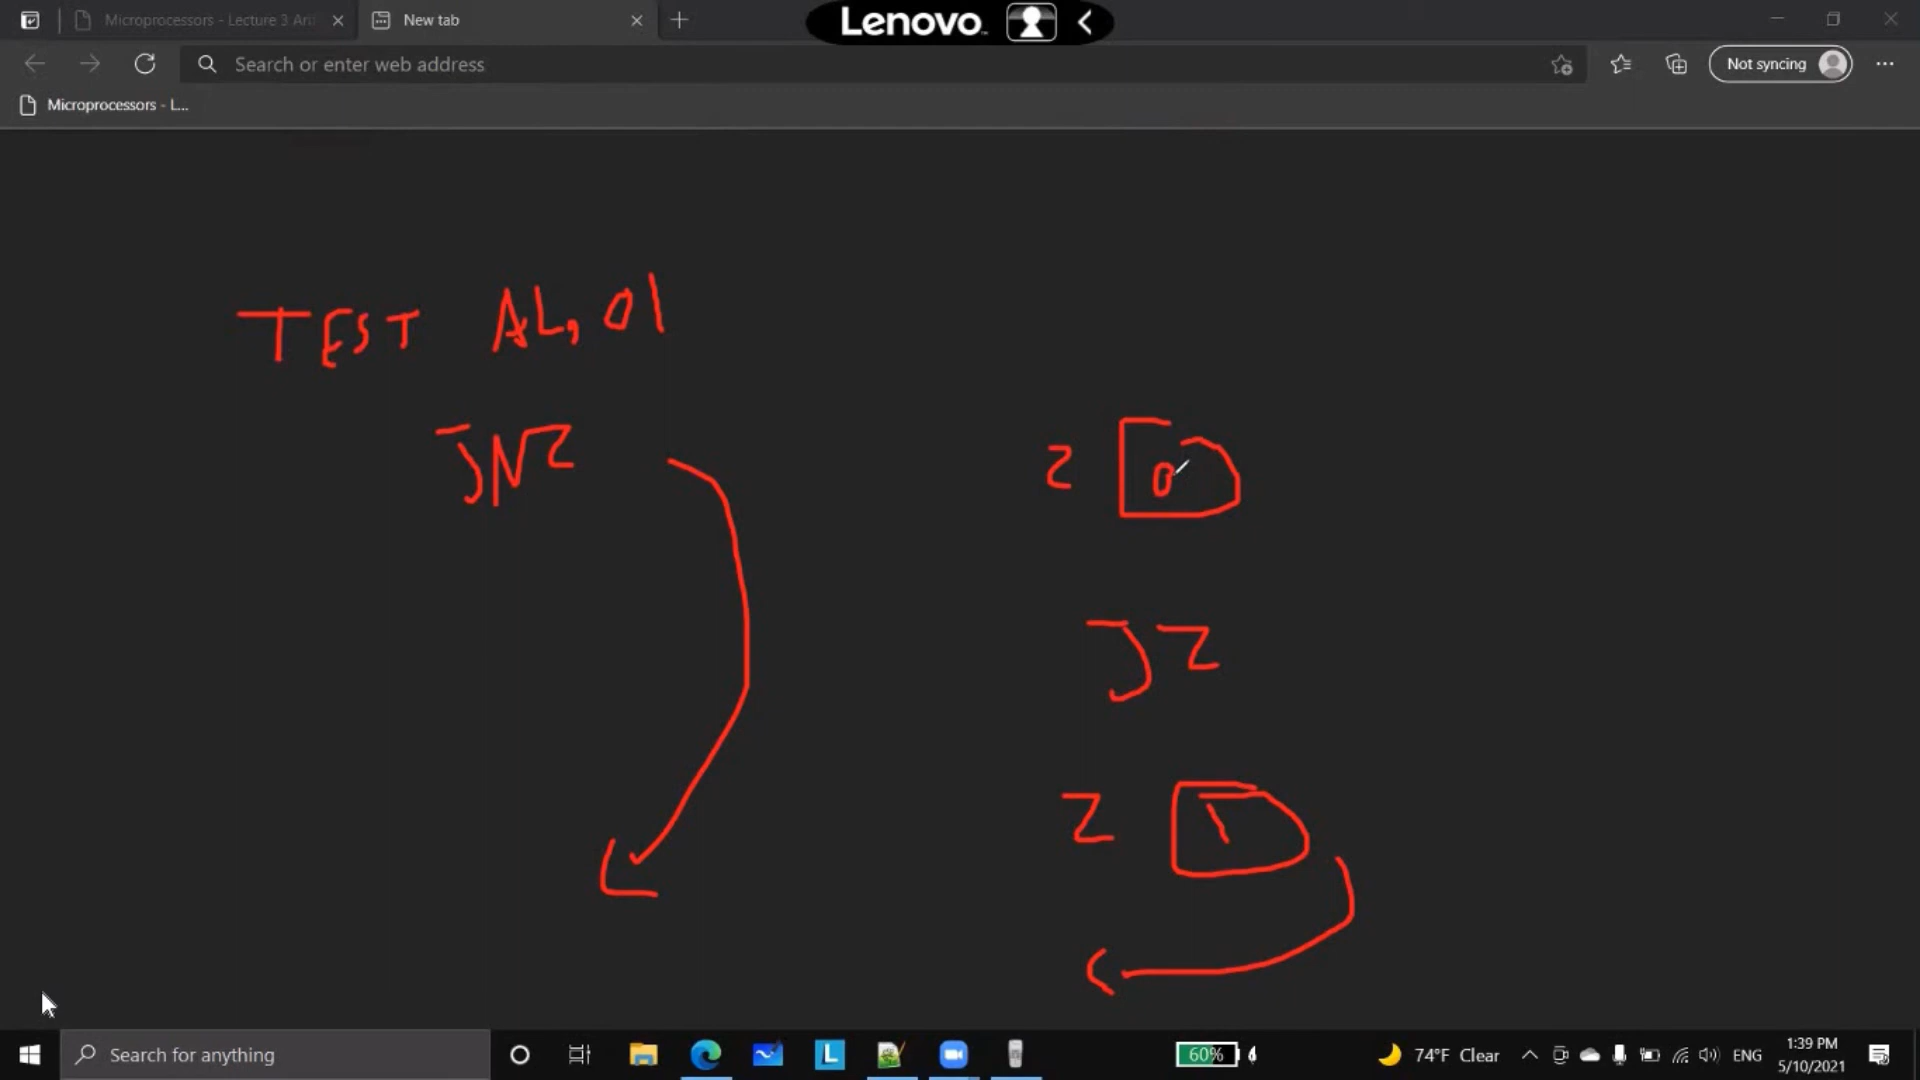 Microprocessors - Lecture 3 Ari
New tab
Lenovo
Search or enter web address
Not syncing
Microprocessors - L...
TEST AL, 01
JNZ
Z 0
JZ
Z 1
Search for anything
L
60%
74°F Clear
ENG
1:39 PM
5/10/2021